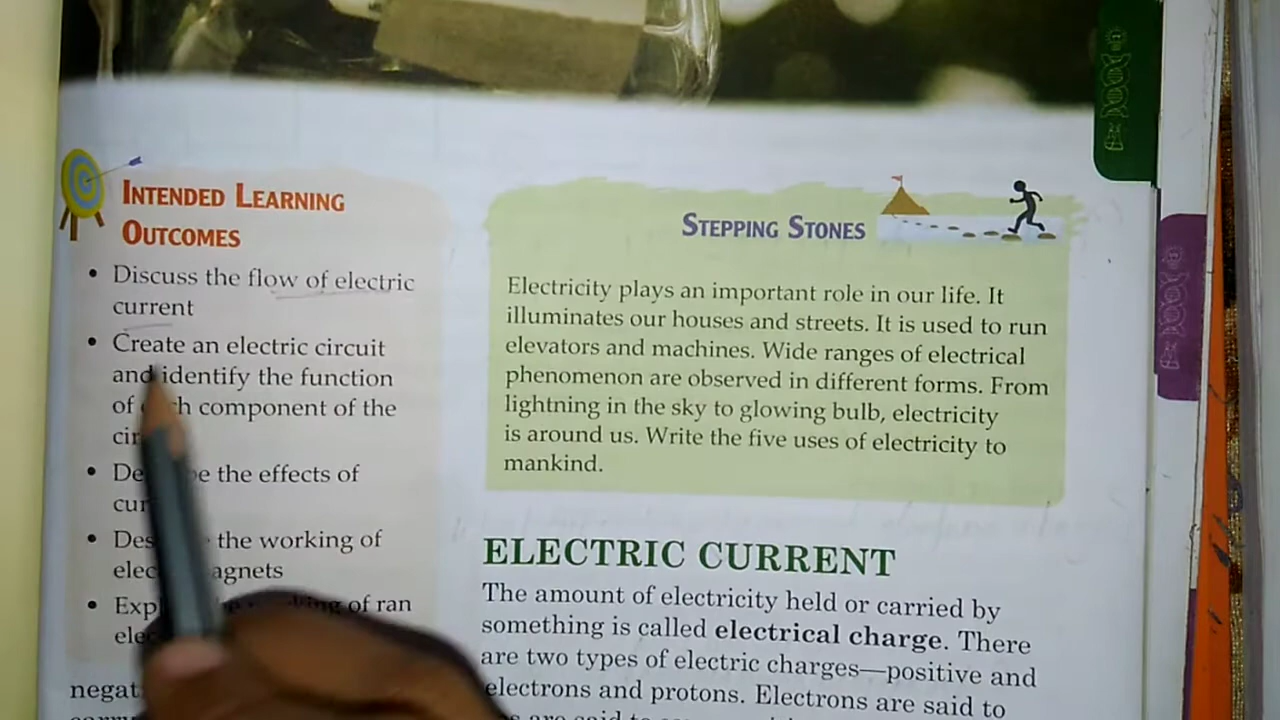 INTENDED LEARNING
OUTCOMES
• Discuss the flow of electric
current
• Create an electric circuit
and identify the function
of component of the
• the effects of
• the working of
• of ran
STEPPING STONES
Electricity plays an important role in our life. It
illuminates our houses and streets. It is used to run
elevators and machines. Wide ranges of electrical
phenomenon are observed in different forms. From
lightning in the sky to glowing bulb, electricity
is around us. Write the five uses of electricity to
mankind.
ELECTRIC CURRENT
The amount of electricity held or carried by
something is called electrical charge. There
are two types of electric charges—positive and
electrons and protons. Electrons are said to